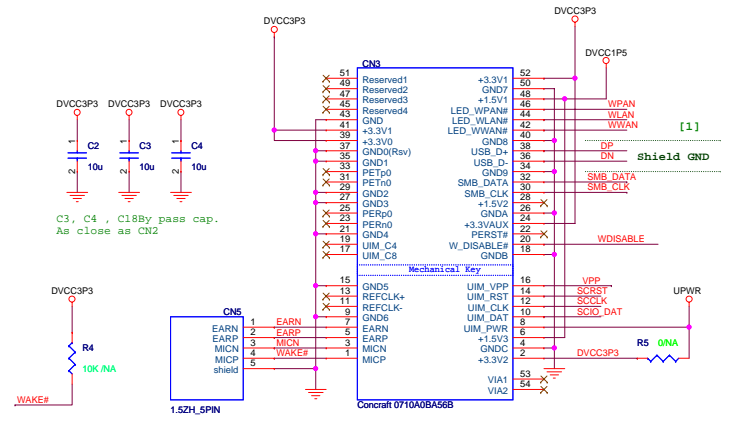 DVCC3P3
DVCC3P3
DVCC1P5
CN3
51 Reserved1 +3.3V1 52
49 Reserved2 GND7 50
47 Reserved3 +1.5V1 48
45 Reserved4 LED_WPAN# 46 WPAN
43 GND LED_WLAN# 44 WLAN
41 +3.3V1 LED_WWAN# 42 WWAN
39 +3.3V0 GND8 40
37 GND0(Rsv) USB_D+ 38 DP
35 GND1 USB_D- 36 DN
33 PETp0 GND9 34
31 PETn0 SMB_DATA 32 SMB_DATA
29 GND2 SMB_CLK 30 SMB_CLK
27 GND3 +1.5V2 28
25 PERp0 GNDA 26
23 PERn0 +3.3VAUX 24
21 GND4 PERST# 22
19 UIM_C4 W_DISABLE# 20 WDISABLE
17 UIM_C8 GNDB 18
Mechanical Key
15 GND5 UIM_VPP 16 VPP
13 REFCLK+ UIM_RST 14 SCRST
11 REFCLK- UIM_CLK 12 SCCLK
9 GND6 UIM_DAT 10 SCIO_DAT
7 EARN UIM_PWR 8
5 EARP +1.5V3 6
3 MICN GNDC 4
1 MICP +3.3V2 2 DVCC3P3
VIA1 53
VIA2 54
Concraft 0710A0BA56B
[1]
Shield GND
UPWR
R5 0/NA
DVCC3P3 DVCC3P3 DVCC3P3
1 C2 2 10u
1 C3 2 10u
1 C4 2 10u
C3, C4 , C18By pass cap.
As close as CN2
DVCC3P3
R4
10K /NA
WAKE#
CN5
EARN 1 EARN
EARP 2 EARP
MICN 3 MICN
MICP 4 WAKE#
shield 5
1.5ZH_5PIN